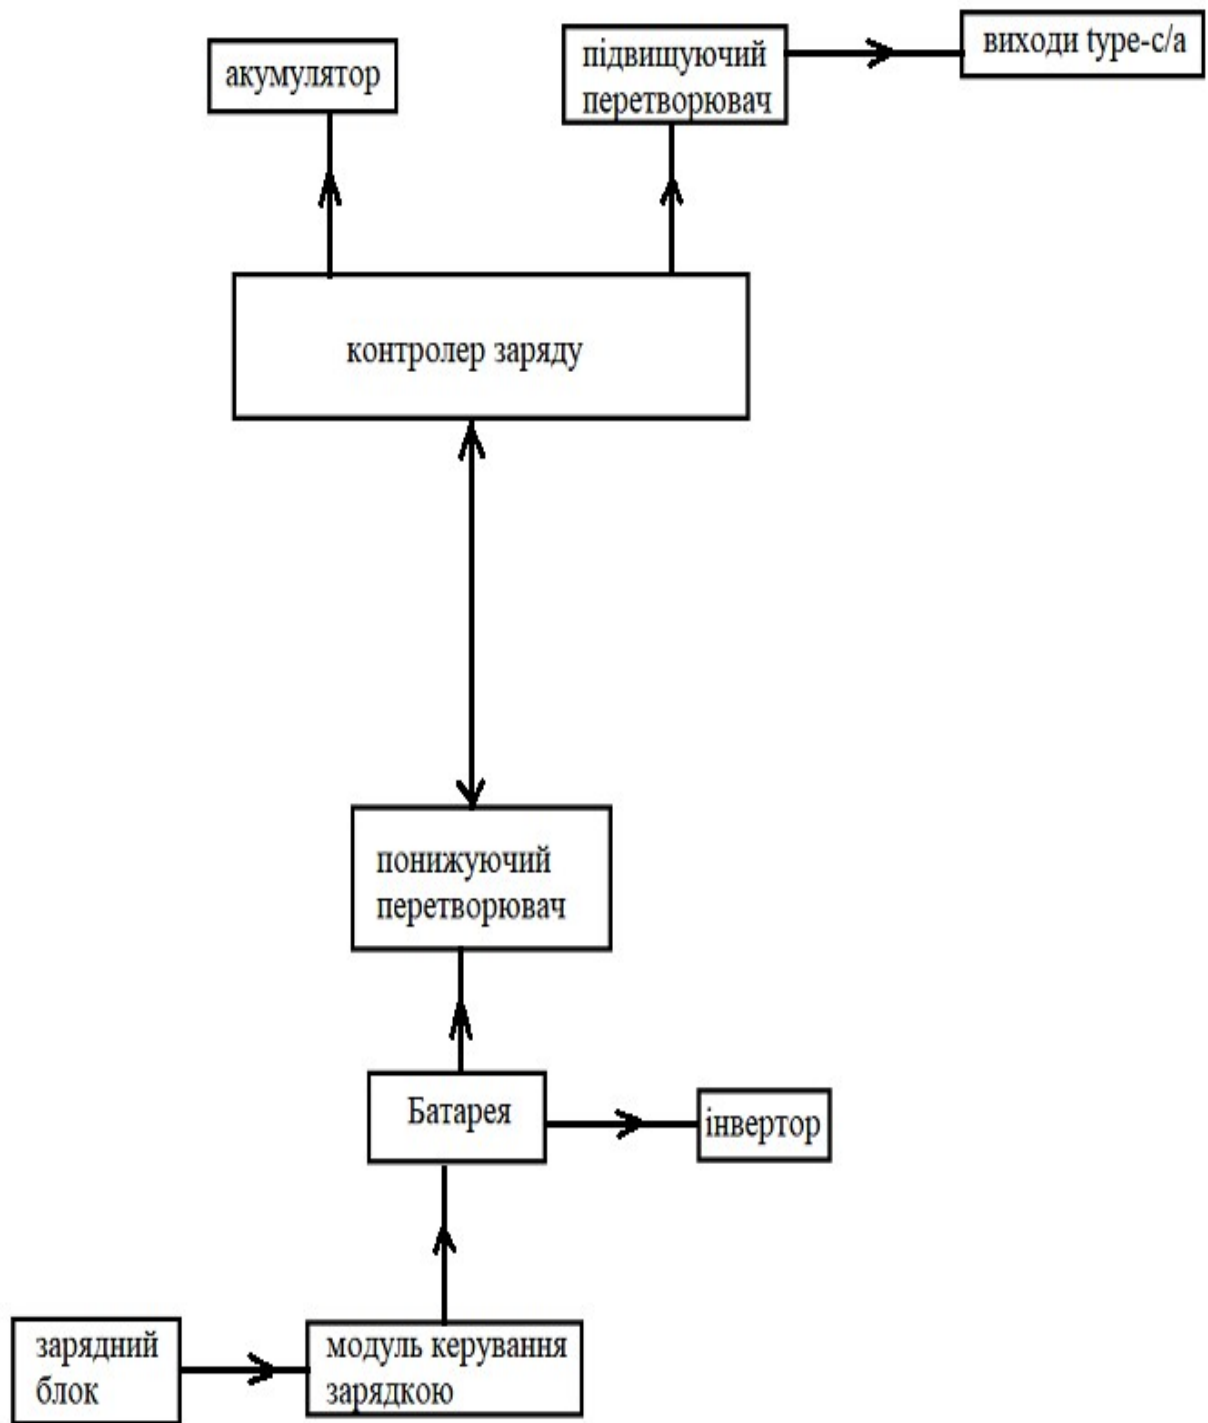 акумулятор
підвищуючий
перетворювач
виходи type-c/a
контролер заряду
понижуючий
перетворювач
Батарея
інвертор
зарядний
блок
модуль керування
зарядкою